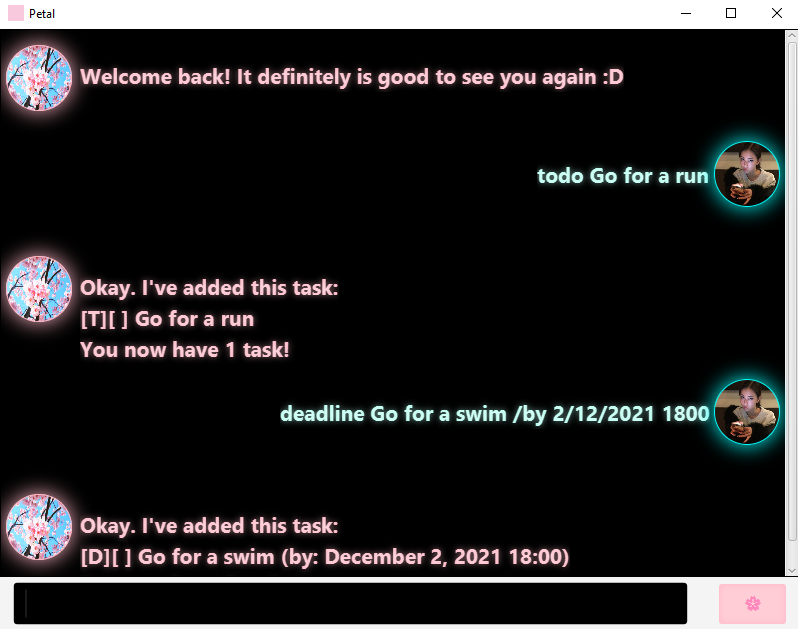 Petal
Welcome back! It definitely is good to see you again :D
todo Go for a run
Okay. I've added this task:
[T][ ] Go for a run
You now have 1 task!
deadline Go for a swim /by 2/12/2021 1800
Okay. I've added this task:
[D][ ] Go for a swim (by: December 2, 2021 18:00)